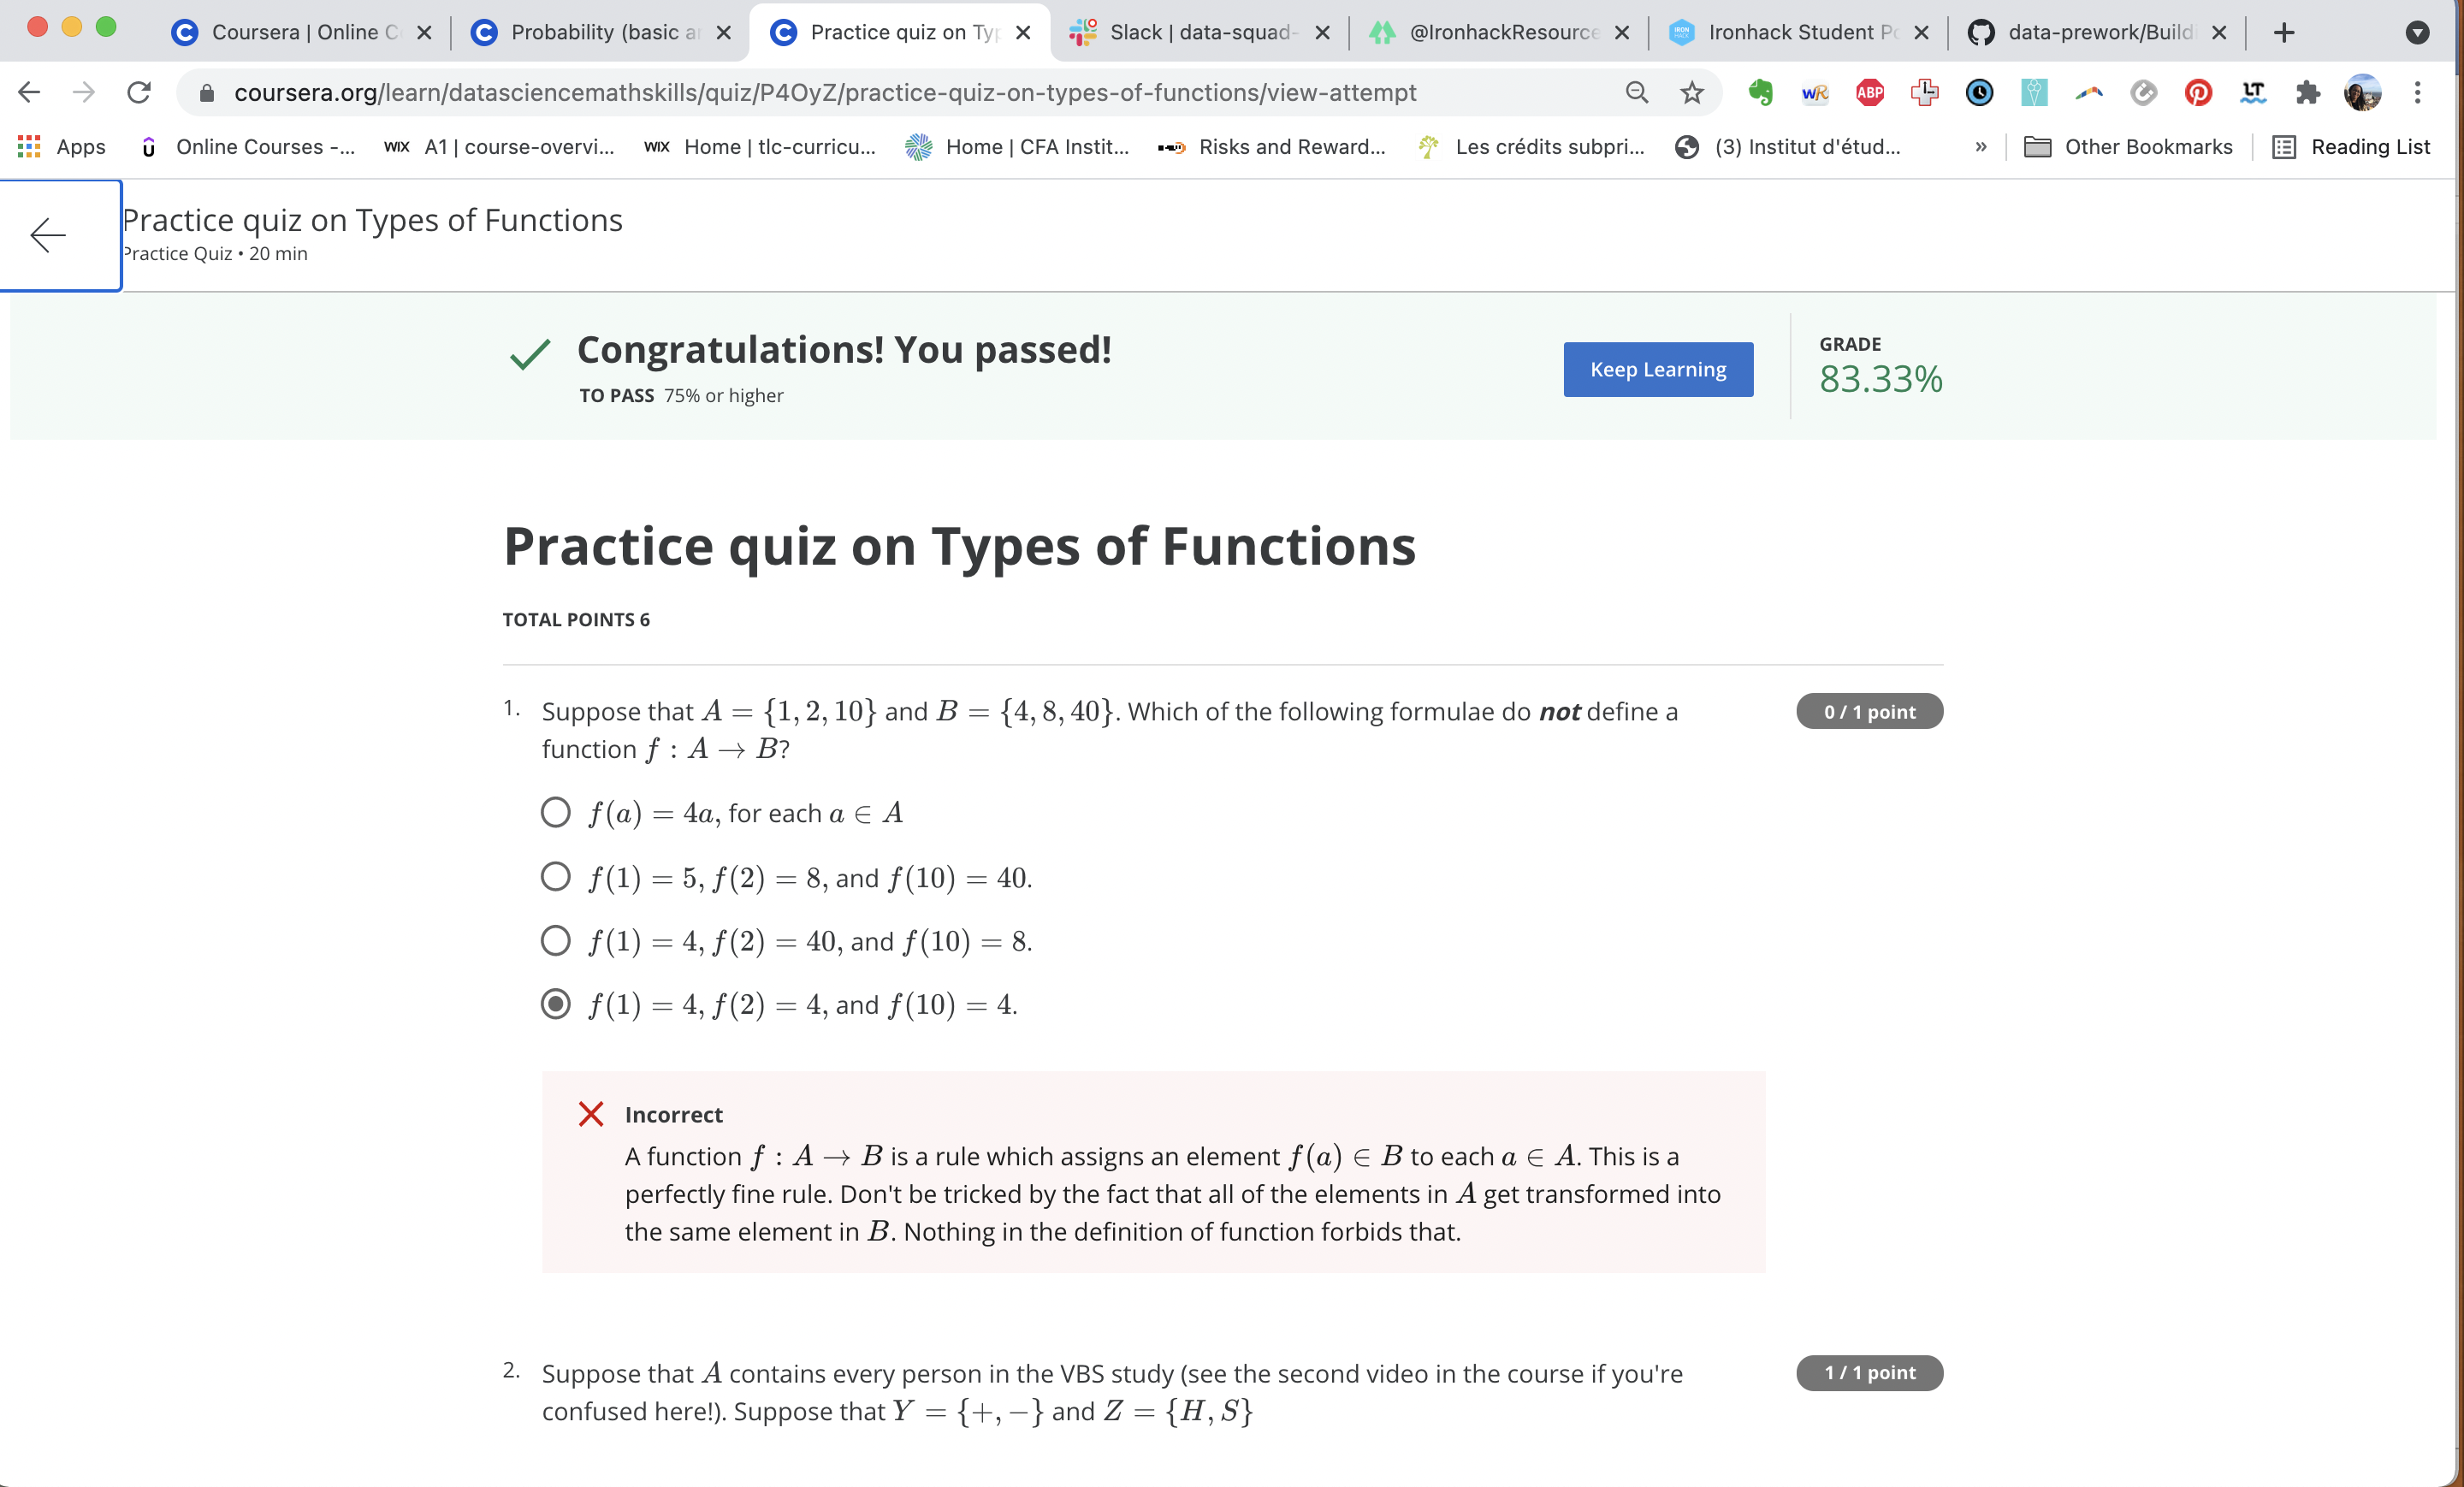 Coursera | Online C
Probability (basic a
Practice quiz on Typ
Slack | data-squad-
@IronhackResource
Ironhack Student Po
data-prework/Build
coursera.org/learn/datasciencemathskills/quiz/P4OyZ/practice-quiz-on-types-of-functions/view-attempt
Apps
Online Courses -...
WIX A1 | course-overvi...
WIX Home | tlc-curricu...
Home | CFA Instit...
Risks and Reward...
Les crédits subpri...
(3) Institut d'étud...
»
Other Bookmarks
Reading List
Practice quiz on Types of Functions
Practice Quiz • 20 min
Congratulations! You passed!
TO PASS 75% or higher
Keep Learning
GRADE
83.33%
Practice quiz on Types of Functions
TOTAL POINTS 6
1. Suppose that A = {1, 2, 10} and B = {4, 8, 40}. Which of the following formulae do not define a
function f : A → B?
0 / 1 point
f(a) = 4a, for each a ∈ A
f(1) = 5, f(2) = 8, and f(10) = 40.
f(1) = 4, f(2) = 40, and f(10) = 8.
f(1) = 4, f(2) = 4, and f(10) = 4.
Incorrect
A function f : A → B is a rule which assigns an element f(a) ∈ B to each a ∈ A. This is a
perfectly fine rule. Don't be tricked by the fact that all of the elements in A get transformed into
the same element in B. Nothing in the definition of function forbids that.
2. Suppose that A contains every person in the VBS study (see the second video in the course if you're
confused here!). Suppose that Y = {+, −} and Z = {H, S}
1 / 1 point